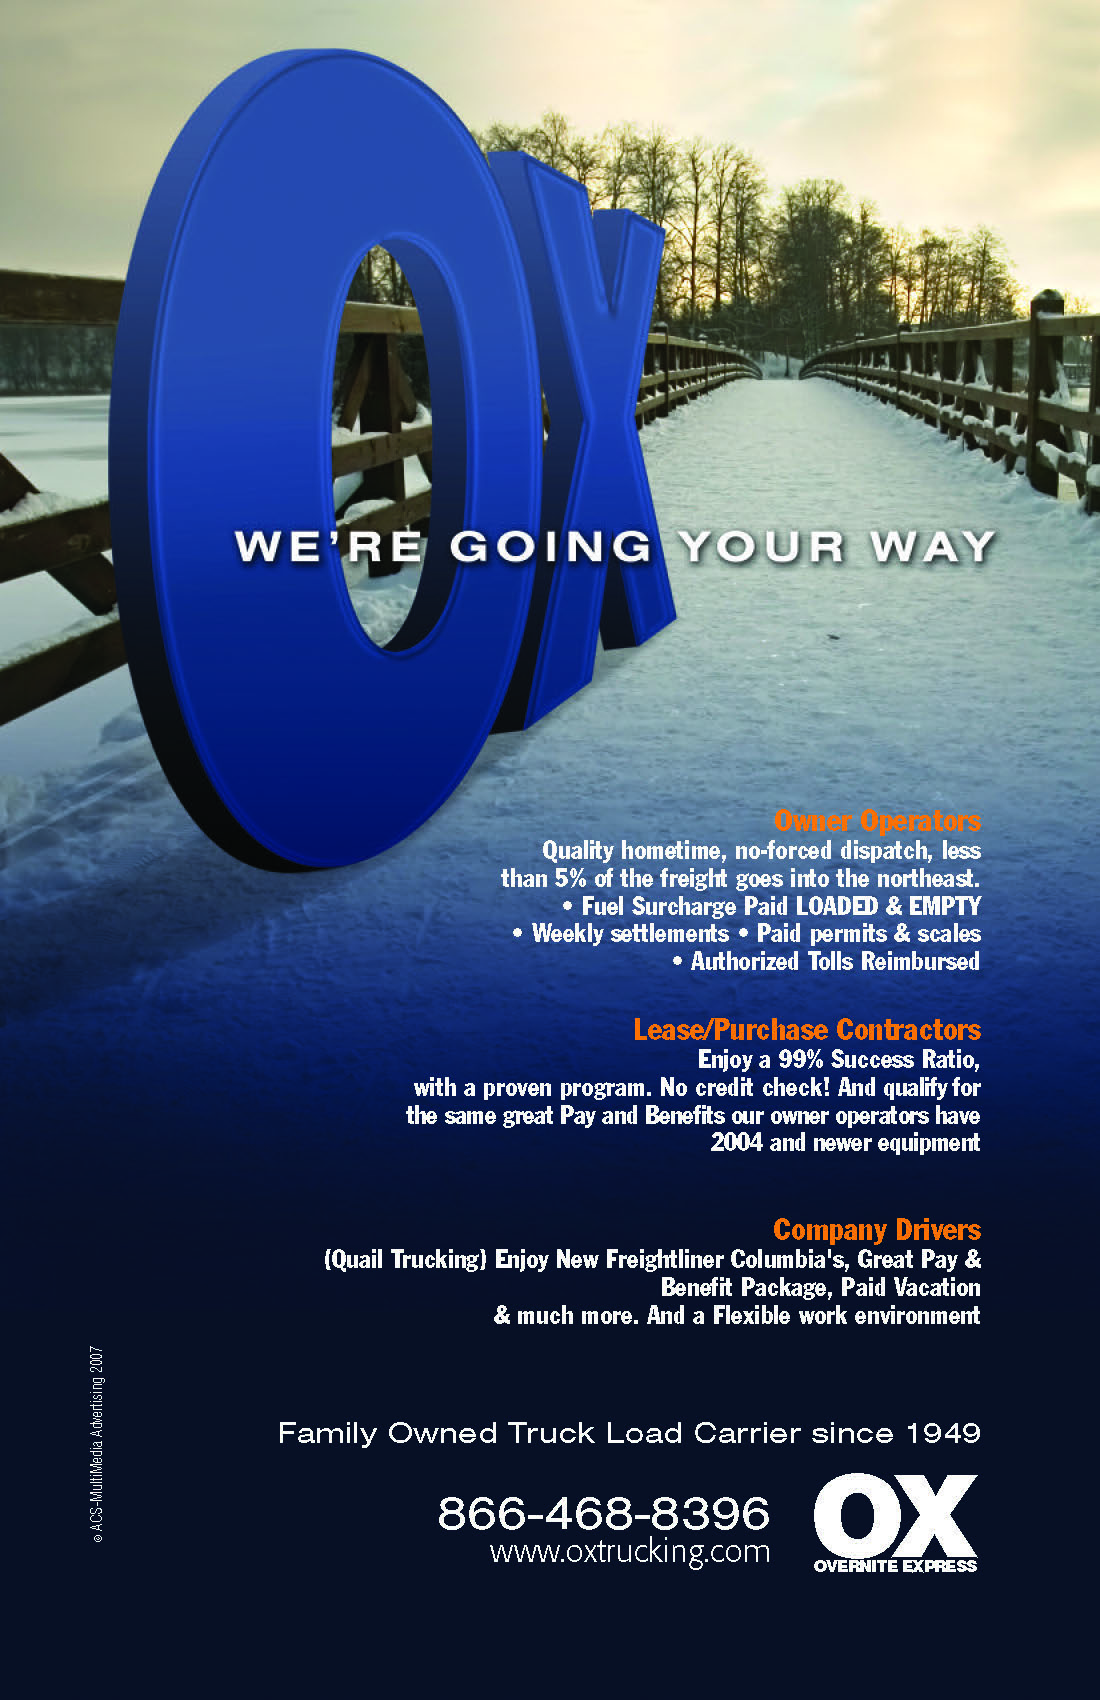 OX
WE'RE GOING YOUR WAY
Owner Operators
Quality hometime, no-forced dispatch, less
than 5% of the freight goes into the northeast.
• Fuel Surcharge Paid LOADED & EMPTY
• Weekly settlements • Paid permits & scales
• Authorized Tolls Reimbursed
Lease/Purchase Contractors
Enjoy a 99% Success Ratio,
with a proven program. No credit check! And qualify for
the same great Pay and Benefits our owner operators have
2004 and newer equipment
Company Drivers
(Quail Trucking) Enjoy New Freightliner Columbia's, Great Pay &
Benefit Package, Paid Vacation
& much more. And a Flexible work environment
© ACS-MultiMedia Advertising 2007
Family Owned Truck Load Carrier since 1949
866-468-8396
www.oxtrucking.com
OX
OVERNITE EXPRESS